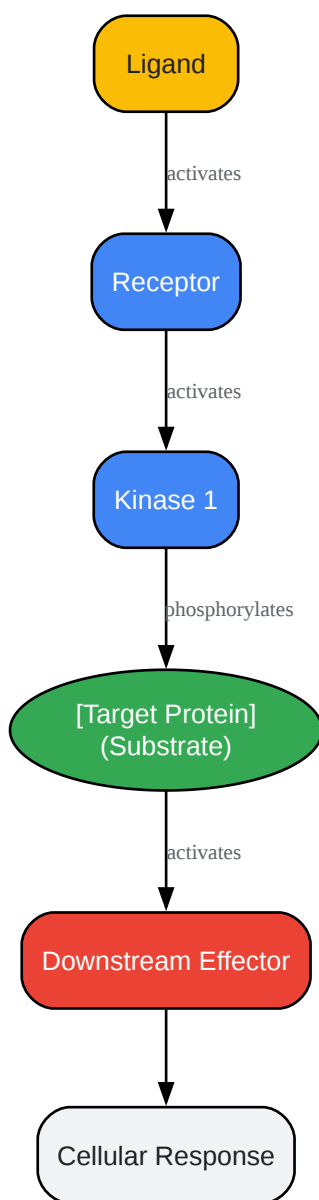 Ligand
activates
Receptor
activates
Kinase 1
phosphorylates
[Target Protein]
(Substrate)
activates
Downstream Effector
Cellular Response